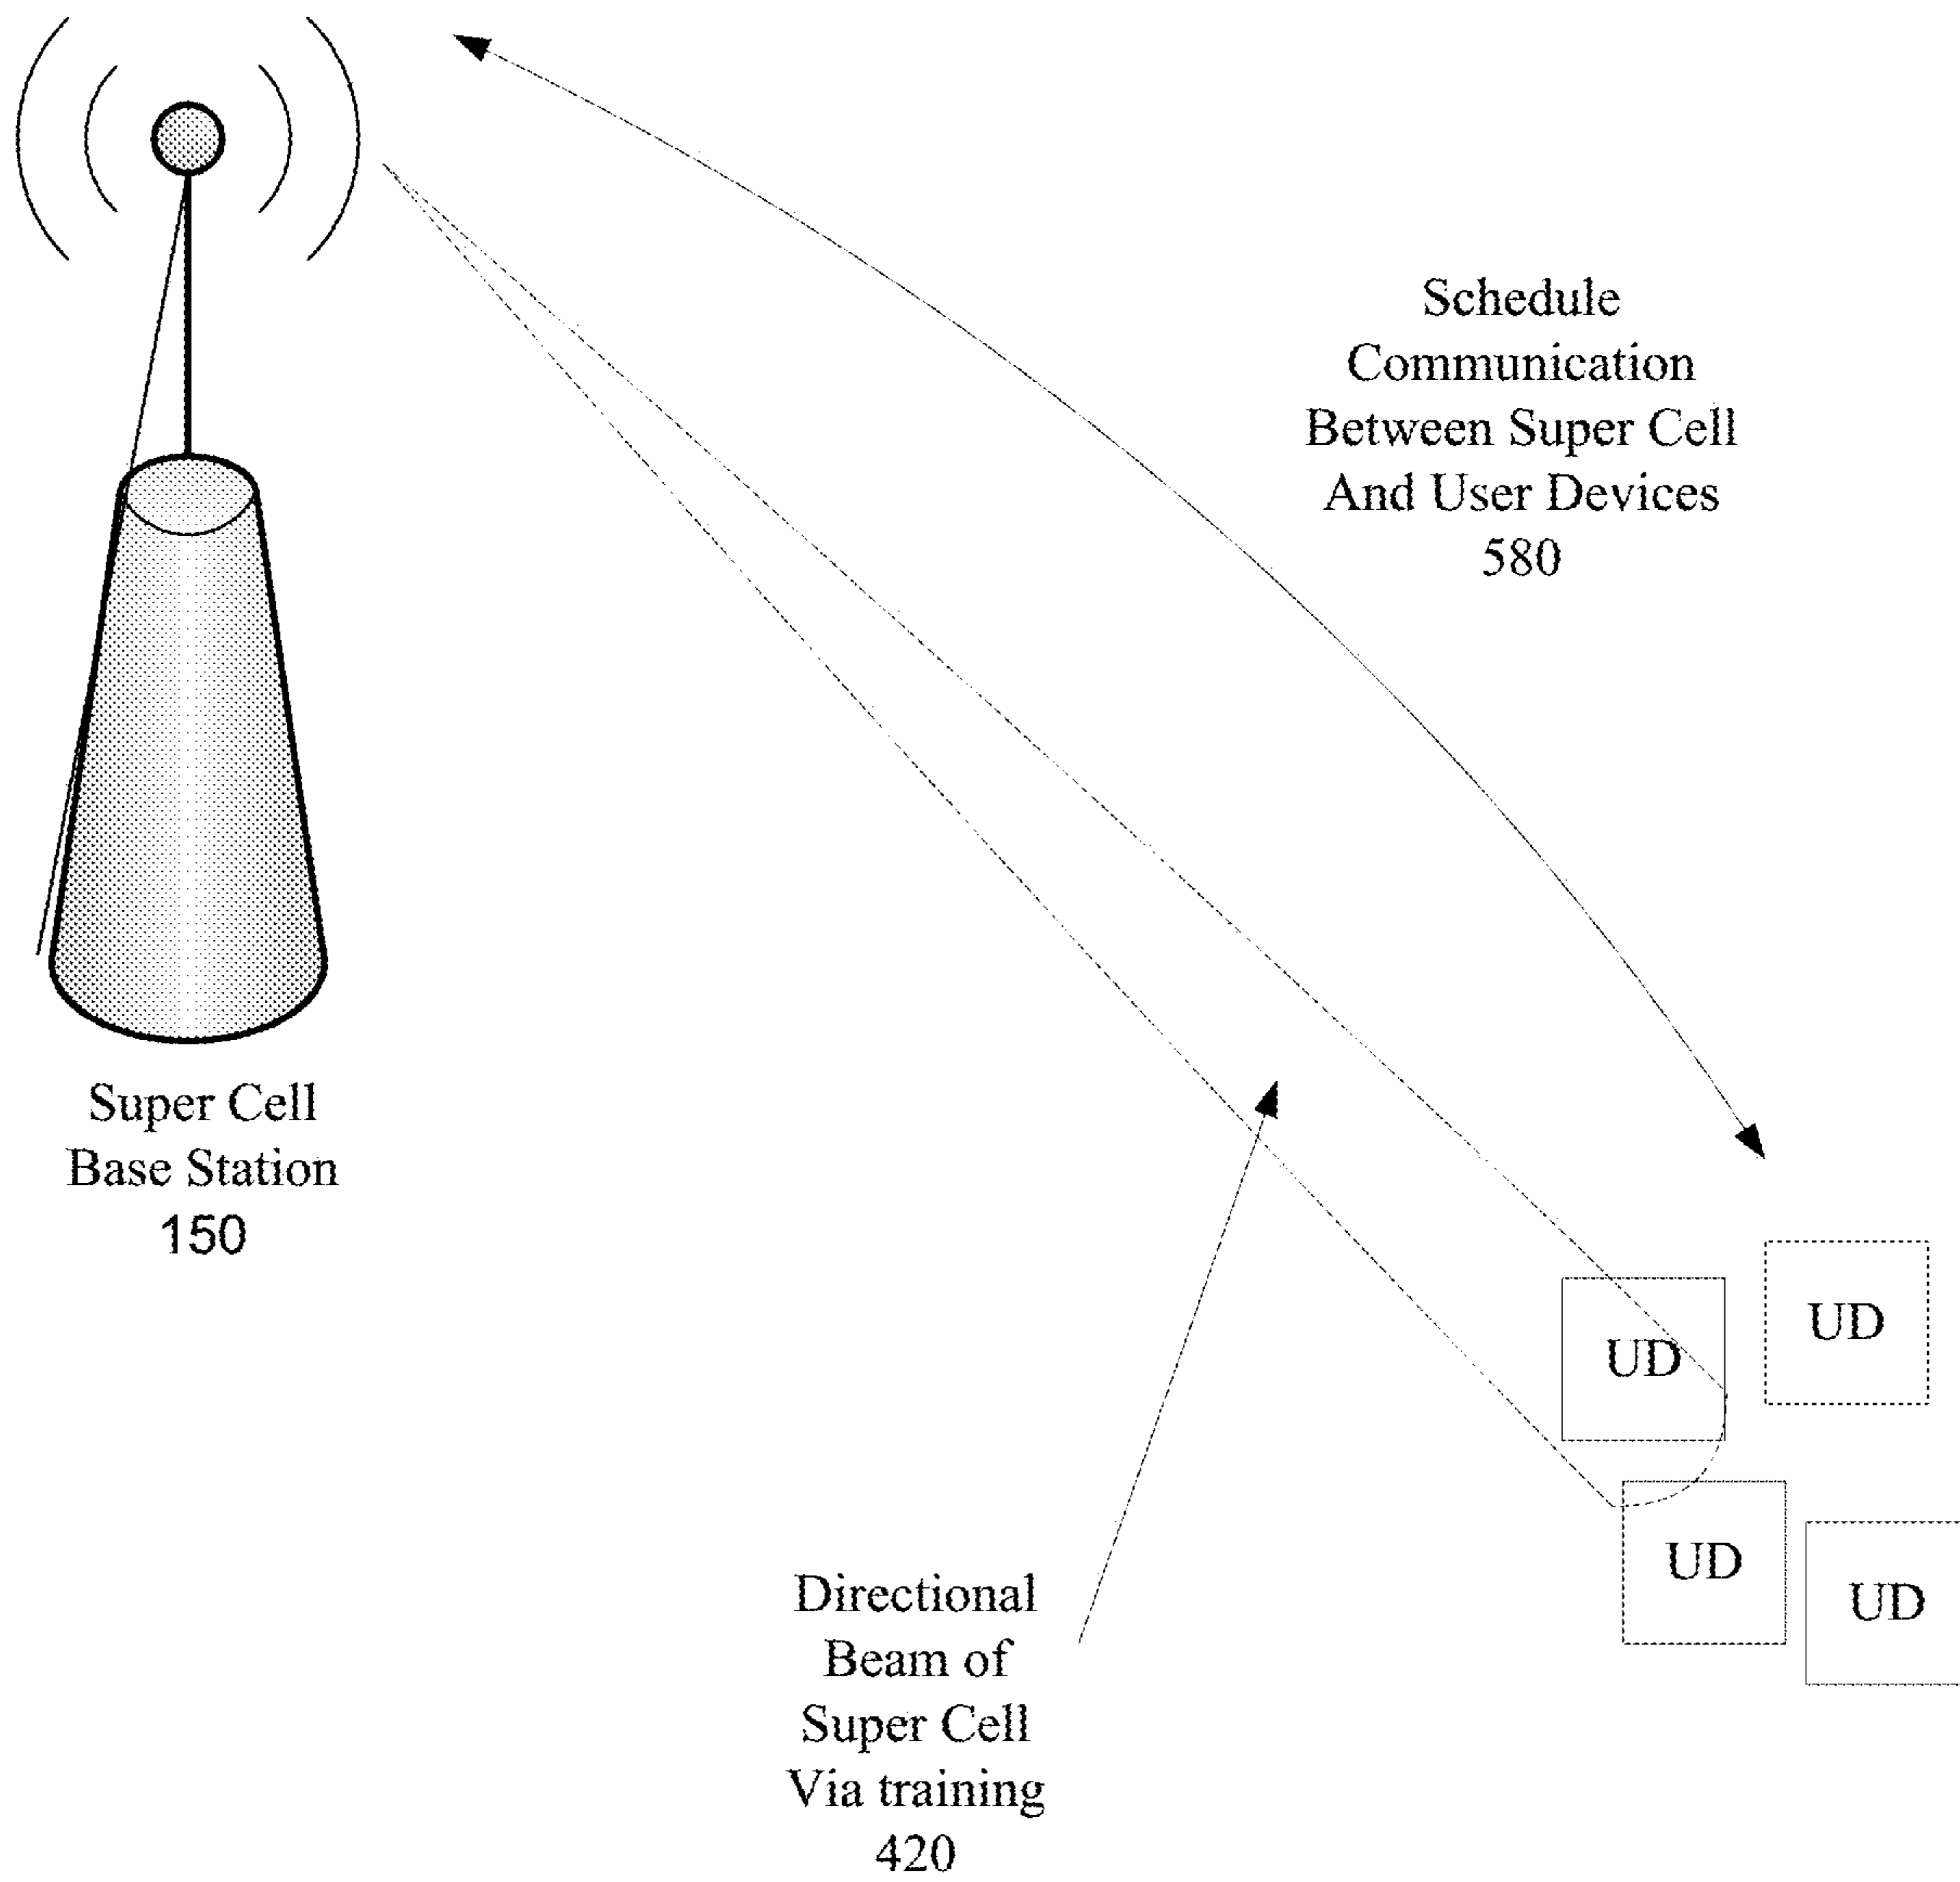 Schedule
Communication
Between Super Cell
And User Devices
580
Super Cell
Base Station
150
UD
UD
UD
UD
Directional
Beam of
Super Cell
Via training
420